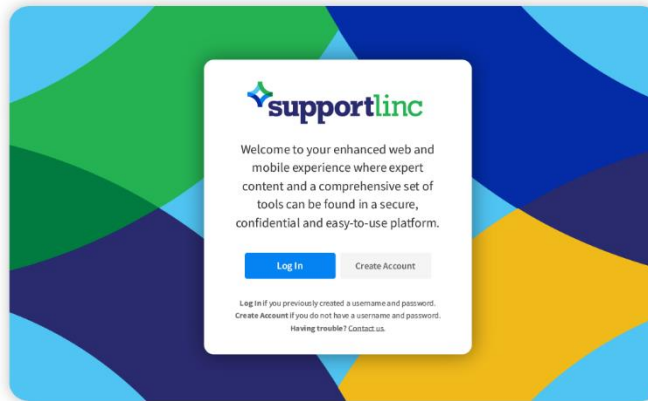 supportlinc
Welcome to your enhanced web and
mobile experience where expert
content and a comprehensive set of
tools can be found in a secure,
confidential and easy-to-use platform.
Log In
Create Account
Log In if you previously created a username and password.
Create Account if you do not have a username and password.
Having trouble? Contact us.